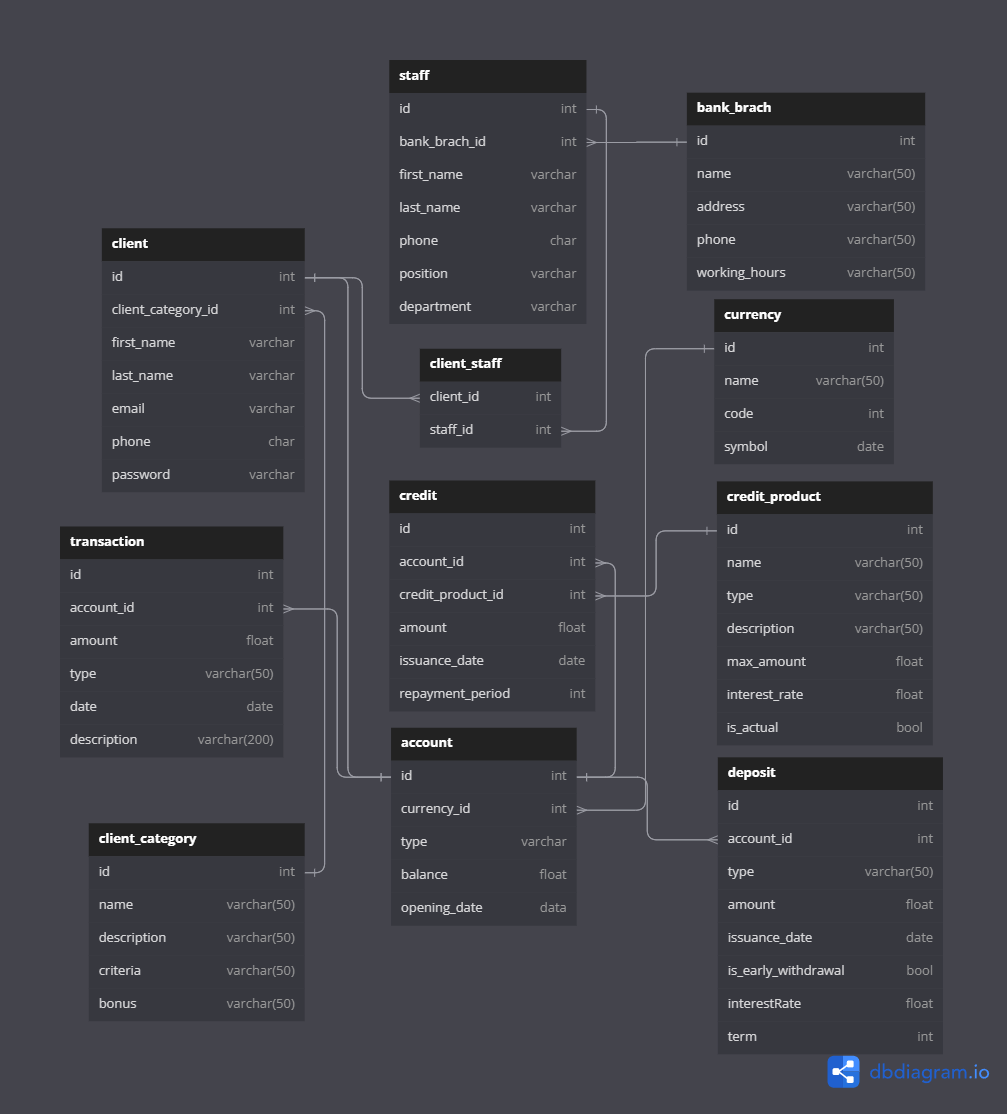 staff
id int
bank_brach_id int
first_name varchar
last_name varchar
phone char
position varchar
department varchar
bank_brach
id int
name varchar(50)
address varchar(50)
phone varchar(50)
working_hours varchar(50)
client
id int
client_category_id int
first_name varchar
last_name varchar
email varchar
phone char
password varchar
client_staff
client_id int
staff_id int
currency
id int
name varchar(50)
code int
symbol date
credit
id int
account_id int
credit_product_id int
amount float
issuance_date date
repayment_period int
credit_product
id int
name varchar(50)
type varchar(50)
description varchar(50)
max_amount float
interest_rate float
is_actual bool
transaction
id int
account_id int
amount float
type varchar(50)
date date
description varchar(200)
account
id int
currency_id int
type varchar
balance float
opening_date data
deposit
id int
account_id int
type varchar(50)
amount float
issuance_date date
is_early_withdrawal bool
interestRate float
term int
client_category
id int
name varchar(50)
description varchar(50)
criteria varchar(50)
bonus varchar(50)
dbdiagram.io